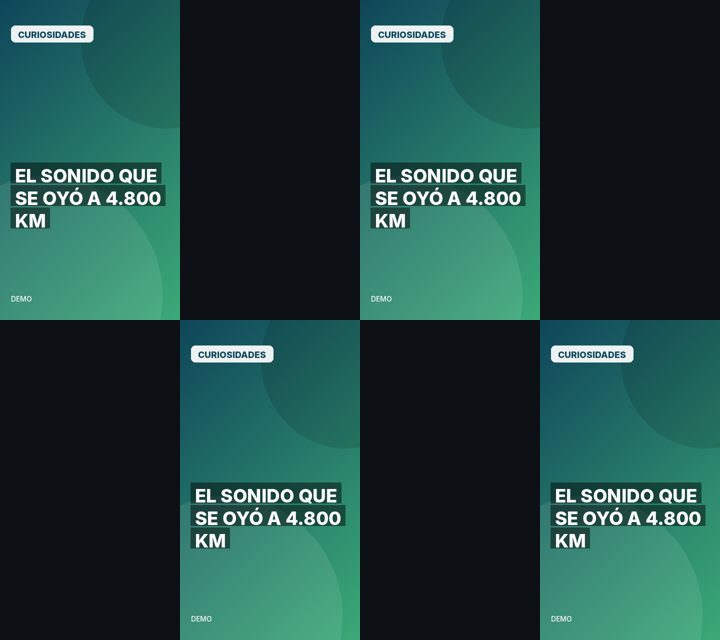 CURIOSIDADES
EL SONIDO QUE
SE OYÓ A 4.800
KM
DEMO
CURIOSIDADES
EL SONIDO QUE
SE OYÓ A 4.800
KM
DEMO
CURIOSIDADES
EL SONIDO QUE
SE OYÓ A 4.800
KM
DEMO
CURIOSIDADES
EL SONIDO QUE
SE OYÓ A 4.800
KM
DEMO